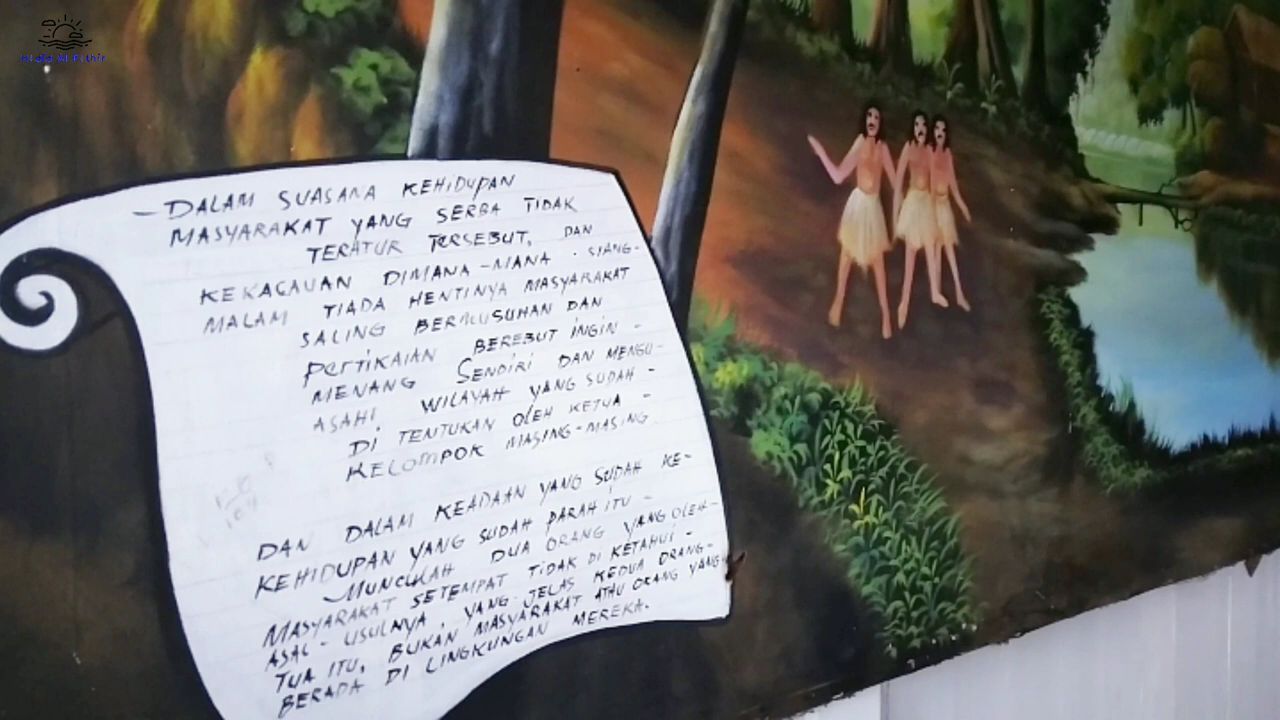 – DALAM SUASANA KEHIDUPAN
MASYARAKAT YANG SERBA TIDAK
TERATUR TERSEBUT, DAN
KEKACAUAN DIMANA-MANA. SIANG-
MALAM TIADA HENTINYA MASYARAKAT
SALING BERMUSUHAN DAN
PERTIKAIAN BEREBUT INGIN -
MENANG SENDIRI DAN MENGU-
ASAHI WILAYAH YANG SUDAH -
DI TENTUKAN OLEH KETUA -
KELOMPOK MASING-MASING
DAN DALAM KEADAAN YANG SUDAH KE-
KEHIDUPAN YANG SUDAH PARAH ITU -
MUNCULAH DUA ORANG YANG OLEH-
MASYARAKAT SETEMPAT TIDAK DI KETAHUI -
ASAL - USULNYA, YANG JELAS KEDUA ORANG-
TUA ITU, BUKAN MASYARAKAT ATAU ORANG YANG
BERADA DI LINGKUNGAN MEREKA.